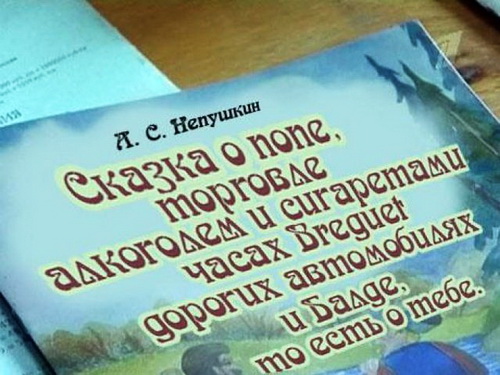 А. С. Непушкин
Сказка о попе,
торговле
алкоголем и сигаретами
часах Breguet
дорогих автомобилях
и Балде,
то есть о тебе.